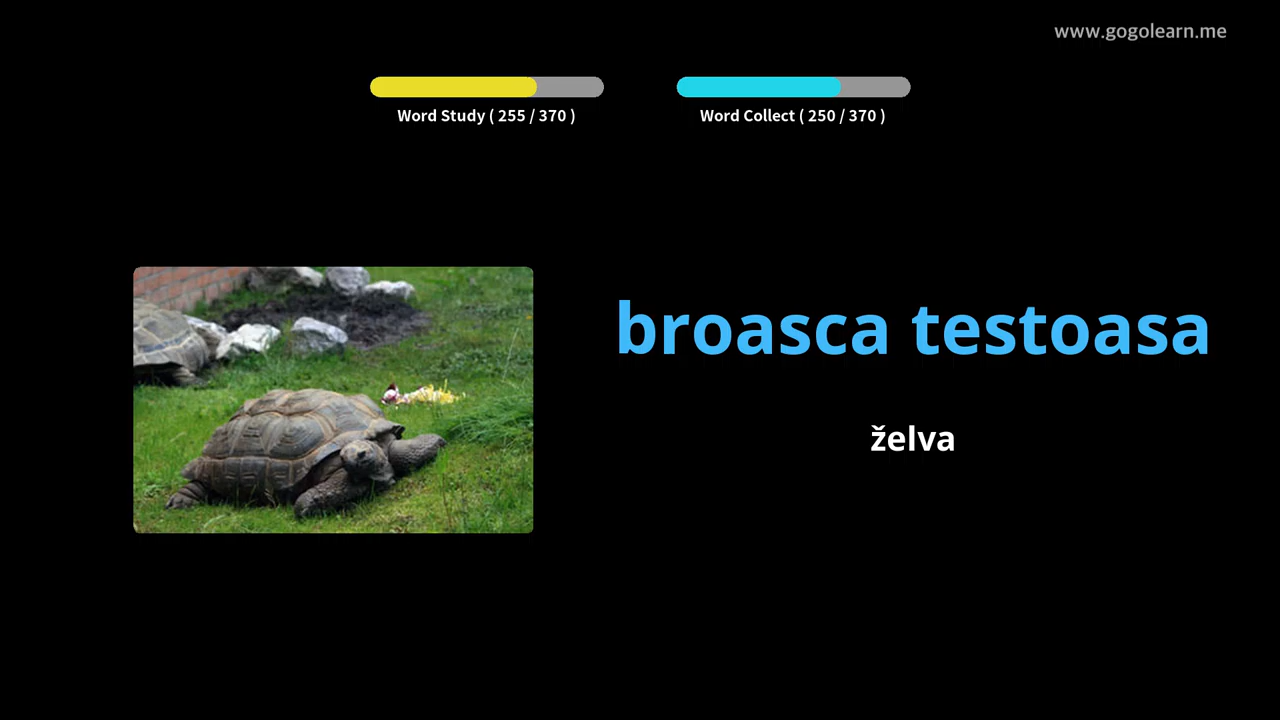 www.gogolearn.me
Word Study ( 255 / 370 )
Word Collect ( 250 / 370 )
broasca testoasa
želva